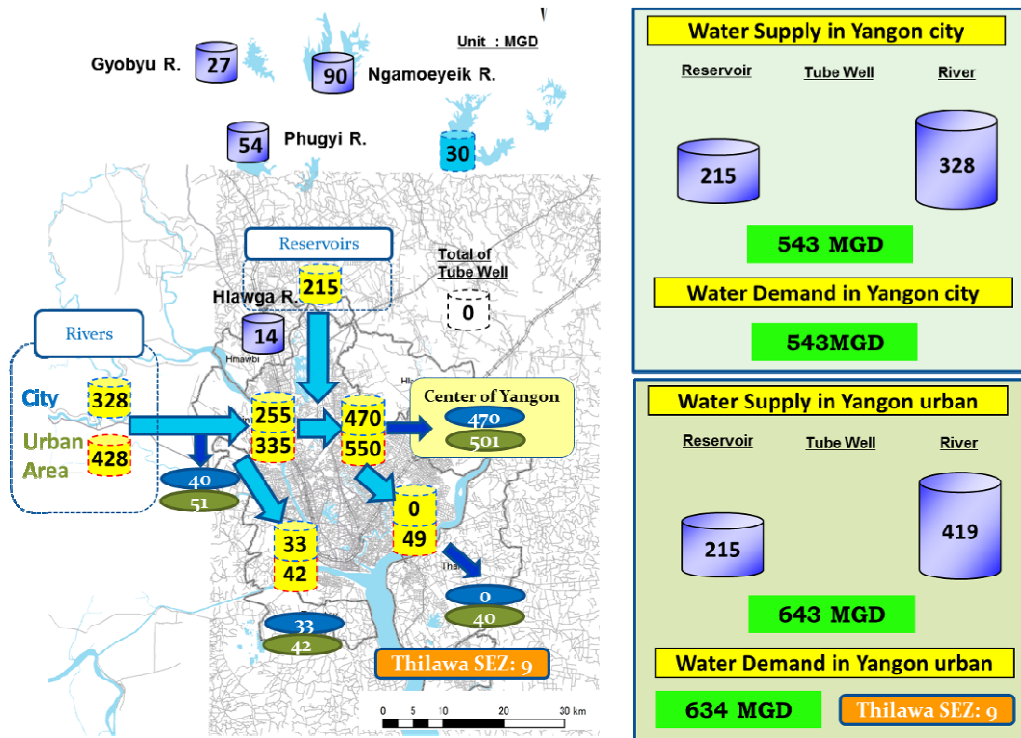 Unit : MGD
Gyobyu R.
27
90
Ngamoeyeik R.
54
Phugyi R.
30
Reservoirs
215
Hlawga R.
14
Total of
Tube Well
0
Hmawbi
Rivers
City
328
Urban
Area
428
255
335
470
550
Center of Yangon
470
501
40
51
33
42
0
49
33
42
0
40
Thilawa SEZ: 9
0 5 10 20 30 km
Water Supply in Yangon city
Reservoir Tube Well River
215
328
543 MGD
Water Demand in Yangon city
543MGD
Water Supply in Yangon urban
Reservoir Tube Well River
215
419
643 MGD
Water Demand in Yangon urban
634 MGD
Thilawa SEZ: 9